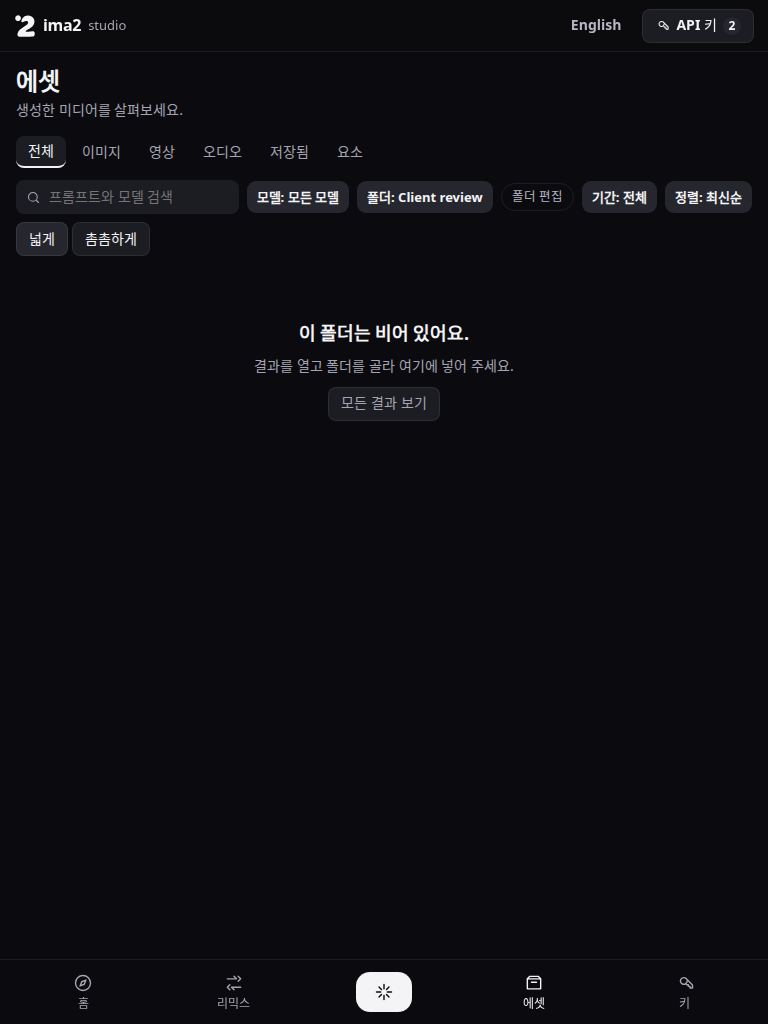 ima2 studio
English
API 키 2
에셋
생성한 미디어를 살펴보세요.
전체 이미지 영상 오디오 저장됨 요소
프롬프트와 모델 검색 모델: 모든 모델 폴더: Client review 폴더 편집 기간: 전체 정렬: 최신순
넓게 촘촘하게
이 폴더는 비어 있어요.
결과를 열고 폴더를 골라 여기에 넣어 주세요.
모든 결과 보기
홈 리믹스 에셋 키